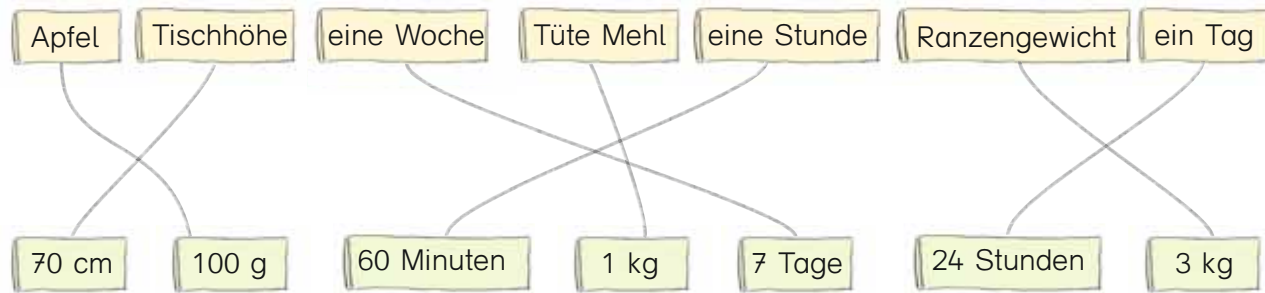 Apfel Tischhöhe eine Woche Tüte Mehl eine Stunde Ranzengewicht ein Tag
70 cm 100 g 60 Minuten 1 kg 7 Tage 24 Stunden 3 kg